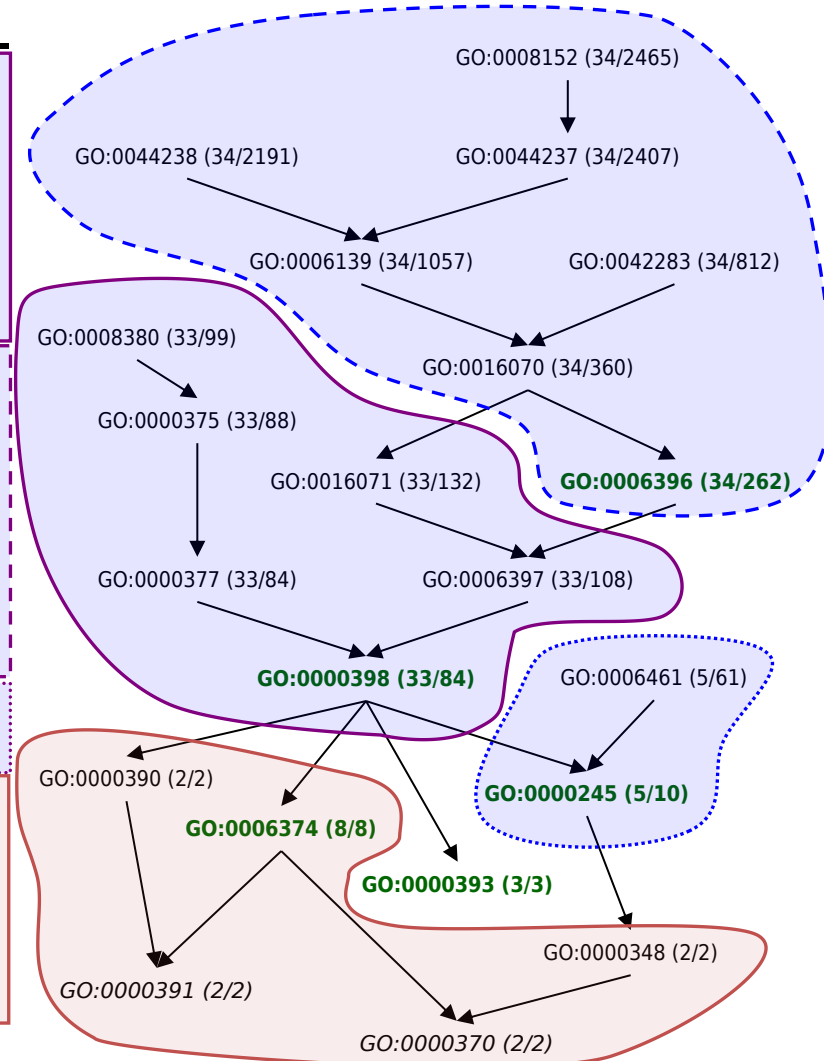 GO:0008152 (34/2465)
GO:0044238 (34/2191)
GO:0044237 (34/2407)
GO:0006139 (34/1057)
GO:0042283 (34/812)
GO:0008380 (33/99)
GO:0016070 (34/360)
GO:0000375 (33/88)
GO:0016071 (33/132)
GO:0006396 (34/262)
GO:0000377 (33/84)
GO:0006397 (33/108)
GO:0000398 (33/84)
GO:0006461 (5/61)
GO:0000390 (2/2)
GO:0000245 (5/10)
GO:0006374 (8/8)
GO:0000393 (3/3)
GO:0000348 (2/2)
GO:0000391 (2/2)
GO:0000370 (2/2)